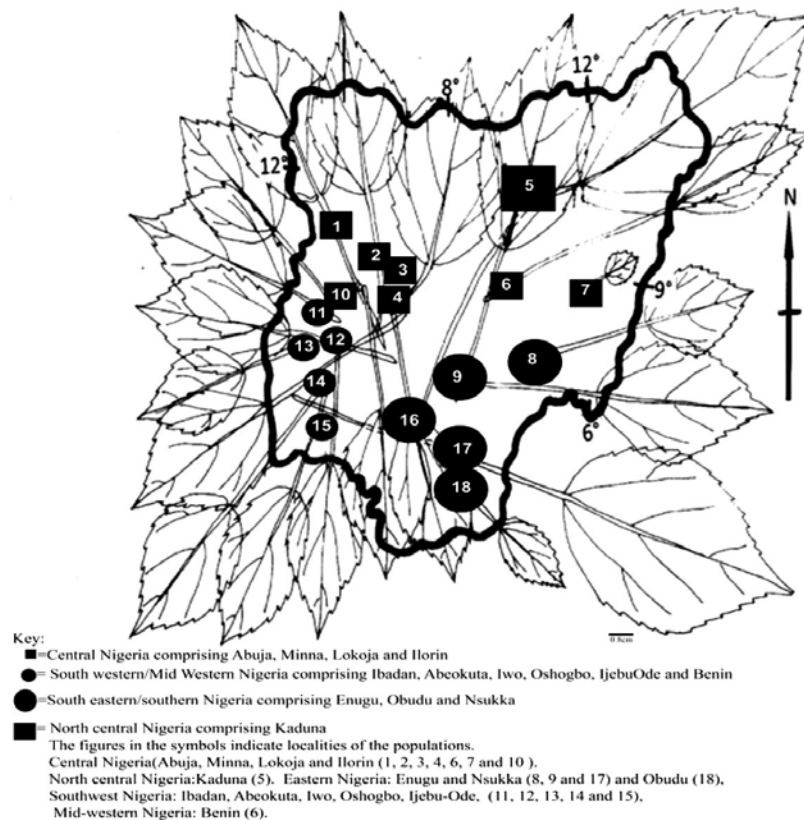 12°
8°
12°
N
5
1
2
3
10
4
6
7
9°
11
13
12
8
9
14
16
6°
15
17
18
Key:
0.8cm
=Central Nigeria comprising Abuja, Minna, Lokoja and Ilorin
= South western/Mid Western Nigeria comprising Ibadan, Abeokuta, Iwo, Oshogbo, IjebuOde and Benin
=South eastern/southern Nigeria comprising Enugu, Obudu and Nsukka
= North central Nigeria comprising Kaduna
The figures in the symbols indicate localities of the populations.
Central Nigeria(Abuja, Minna, Lokoja and Ilorin (1, 2, 3, 4, 6, 7 and 10 ).
North central Nigeria:Kaduna (5). Eastern Nigeria: Enugu and Nsukka (8, 9 and 17) and Obudu (18),
Southwest Nigeria: Ibadan, Abeokuta, Iwo, Oshogbo, Ijebu-Ode, (11, 12, 13, 14 and 15),
Mid-western Nigeria: Benin (6).